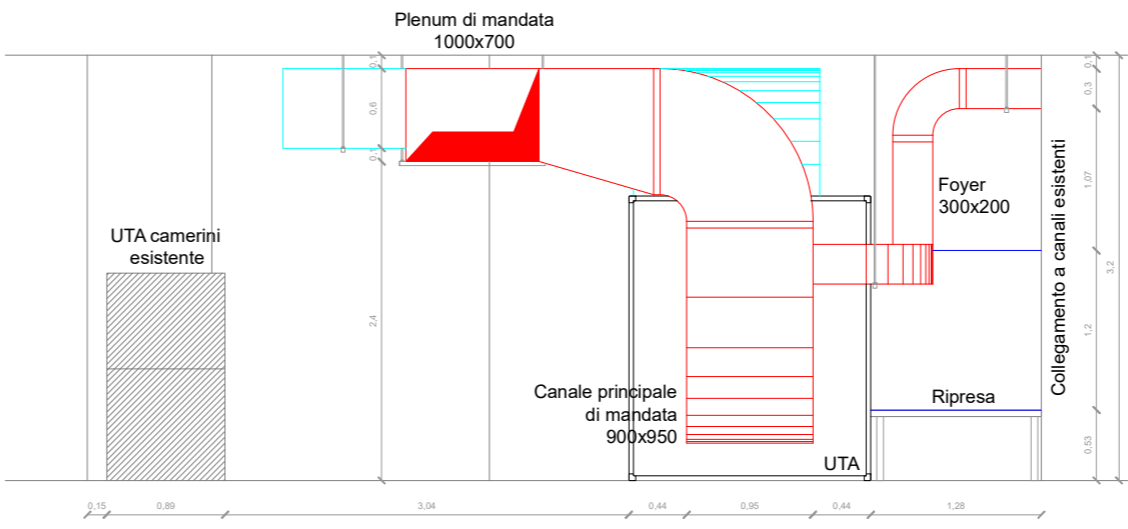 Plenum di mandata
1000x700
0,1
0,6
0,1
2,4
UTA camerini
esistente
Foyer
300x200
Canale principale
di mandata
900x950
UTA
Ripresa
Collegamento a canali esistenti
0,1
0,3
1,07
1,2
0,53
3,2
0,15
0,89
3,04
0,44
0,95
0,44
1,28